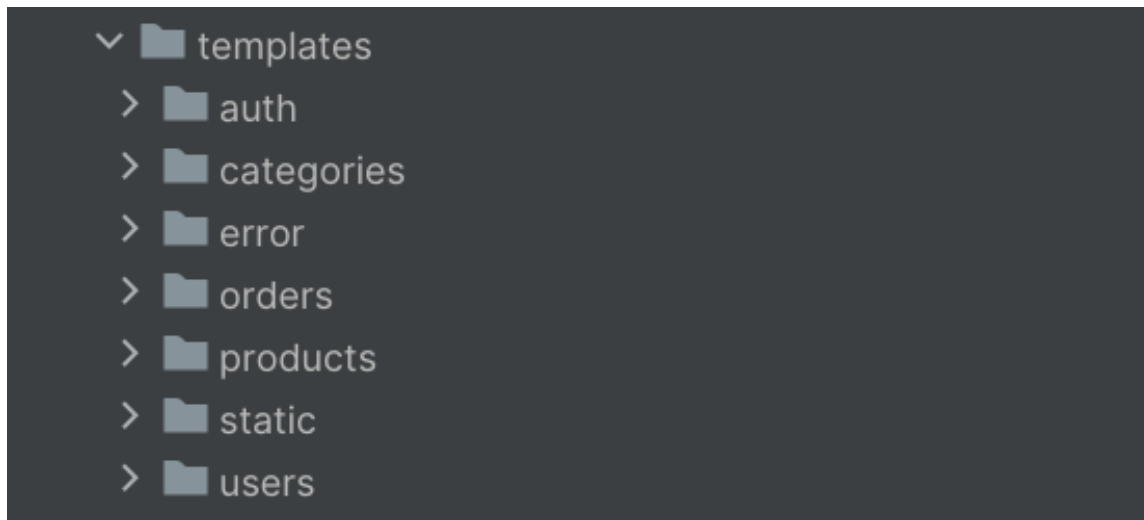 templates
auth
categories
error
orders
products
static
users